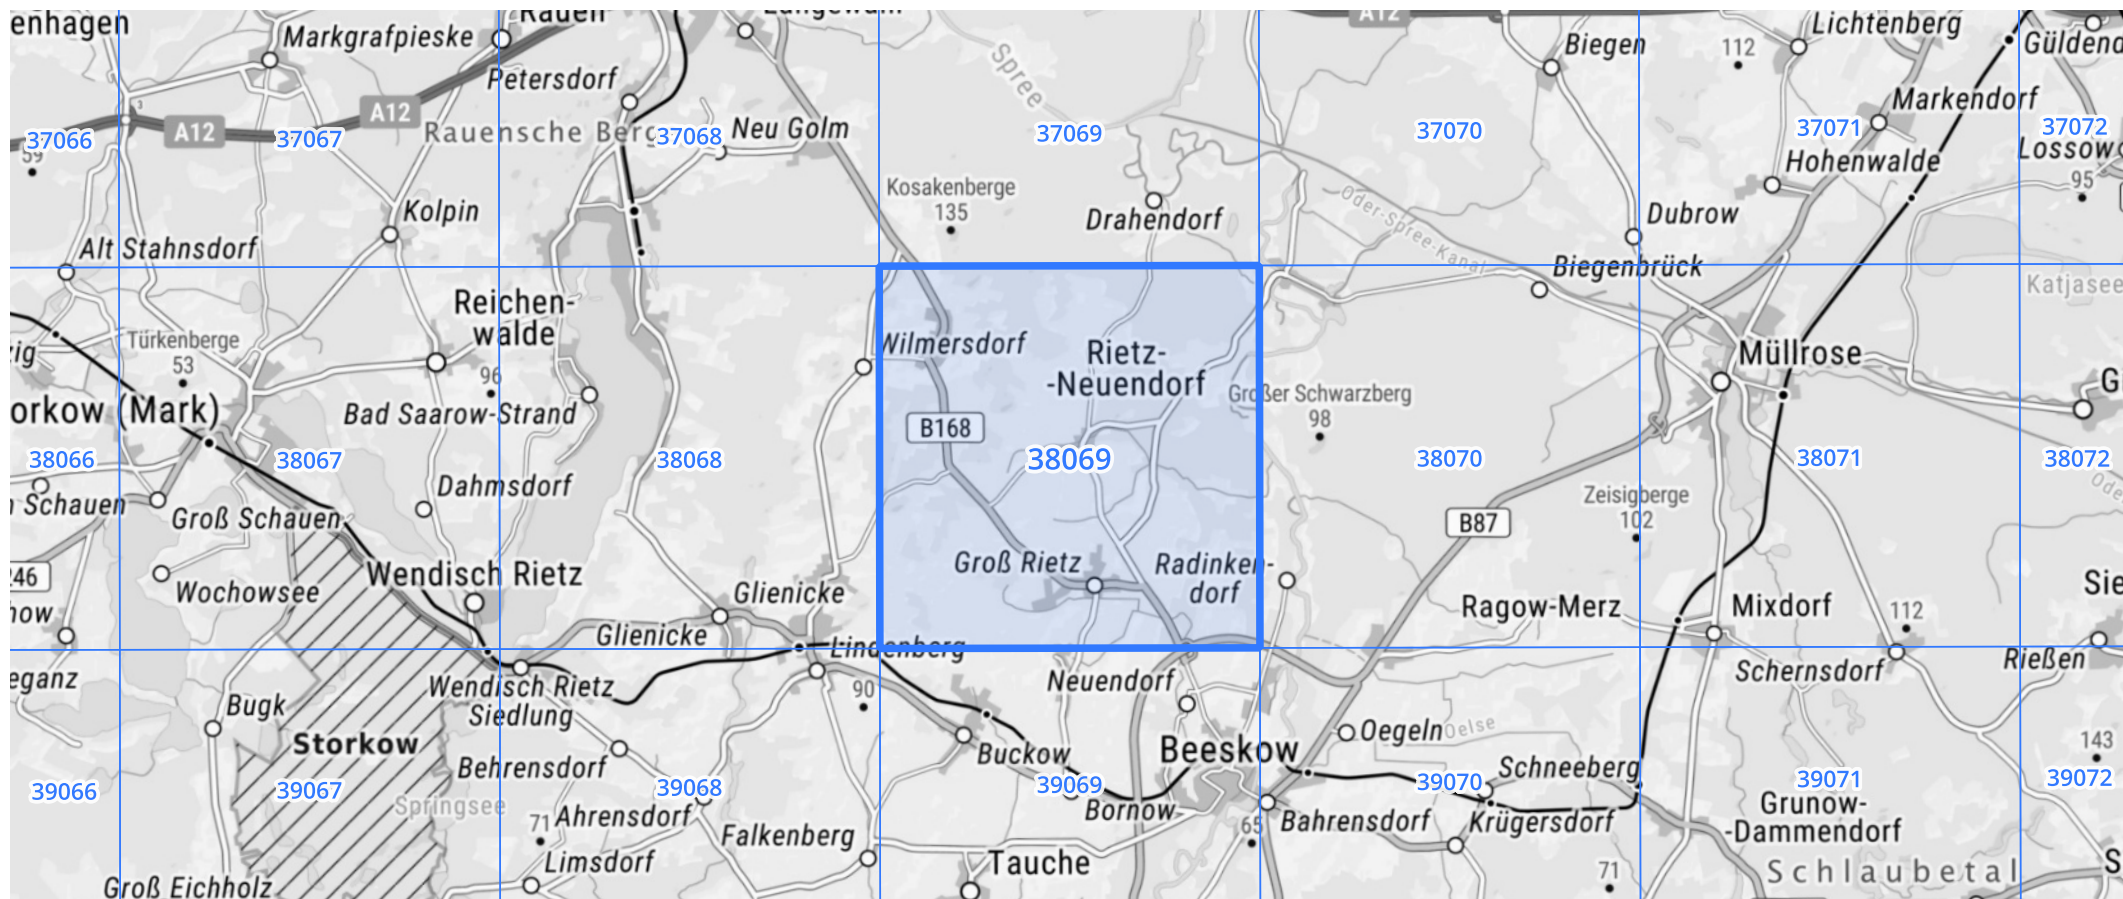 enhagen
Markgrafpieske
Rauen
A12
Lichtenberg
Biegen
112
Petersdorf
Spree
Markendorf
A12
A12
3
Rauensche Berg
Neu Golm
37066
37067
37068
37069
37070
37071
37072
Lossow
59
Hohenwalde
95
Kosakenberge
135
Kolpin
Drahendorf
Dubrow
Oder-Spree-Kanal
Alt Stahnsdorf
Biegenbrück
Katjasee
Reichen-
walde
Türkenberge
53
Wilmersdorf
Rietz-
-Neuendorf
Müllrose
96
Großer Schwarzberg
98
orkow (Mark)
Bad Saarow-Strand
B168
38066
38067
38068
38069
38070
38071
38072
Dahmsdorf
Schauen
Groß Schauen
Zeisigberge
102
B87
Groß Rietz
Radinken-
dorf
Wochowsee
Wendisch Rietz
Glienicke
Glienicke
Ragow-Merz
Mixdorf
112
Lindenberg
Schernsdorf
Rießen
Neuendorf
90
Wendisch Rietz
Siedlung
Bugk
Storkow
Buckow
Beeskow
Oegeln
Oelse
143
Behrensdorf
Schneeberg
39066
39067
39068
39069
39070
39071
39072
Springsee
Ahrensdorf
71
Bornow
Falkenberg
65
Bahrensdorf
Krügersdorf
Grunow-
-Dammendorf
Limsdorf
Tauche
71
Schlaubetal
Groß Eichholz